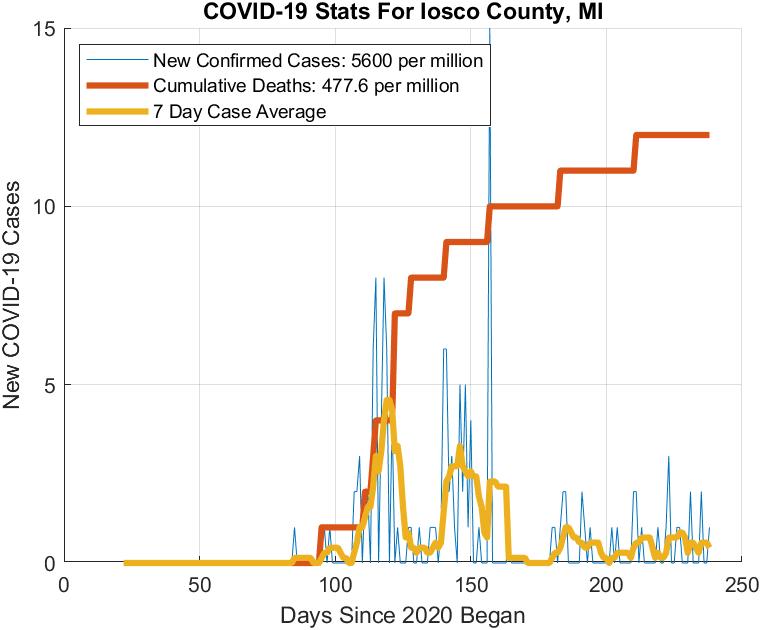 COVID-19 Stats For Iosco County, MI
New Confirmed Cases: 5600 per million
Cumulative Deaths: 477.6 per million
7 Day Case Average
New COVID-19 Cases
15
10
5
0
0 50 100 150 200 250
Days Since 2020 Began